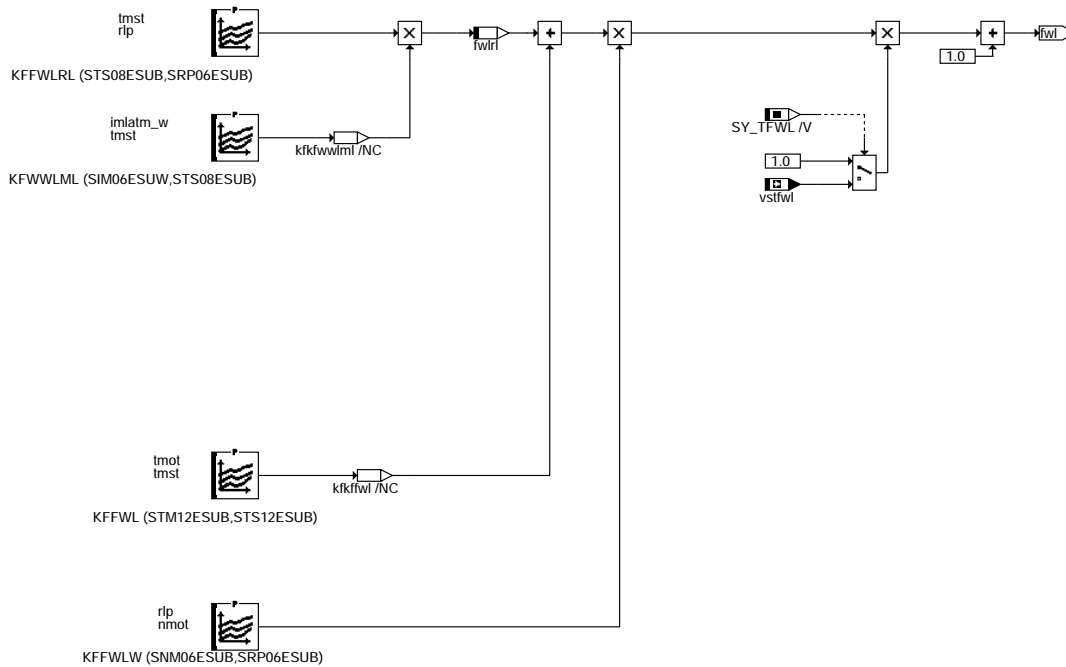 P
tmst
rlp
fwlrl
fwl
1.0
KFFWLRL (STS08ESUB,SRP06ESUB)
P
imlatm_w
tmst
SY_TFWL /V
kfkfwwlml /NC
1.0
KFWWLML (SIM06ESUW,STS08ESUB)
vstfwl
P
tmot
tmst
kfkffwl /NC
KFFWL (STM12ESUB,STS12ESUB)
P
rlp
nmot
KFFWLW (SNM06ESUB,SRP06ESUB)